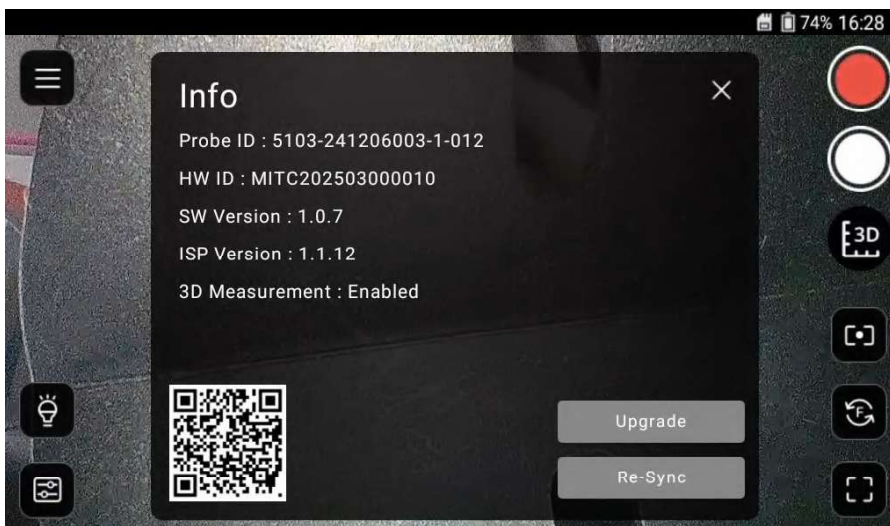 74% 16:28
Info
Probe ID : 5103-241206003-1-012
HW ID : MITC202503000010
SW Version : 1.0.7
ISP Version : 1.1.12
3D Measurement : Enabled
3D
F
Upgrade
Re-Sync